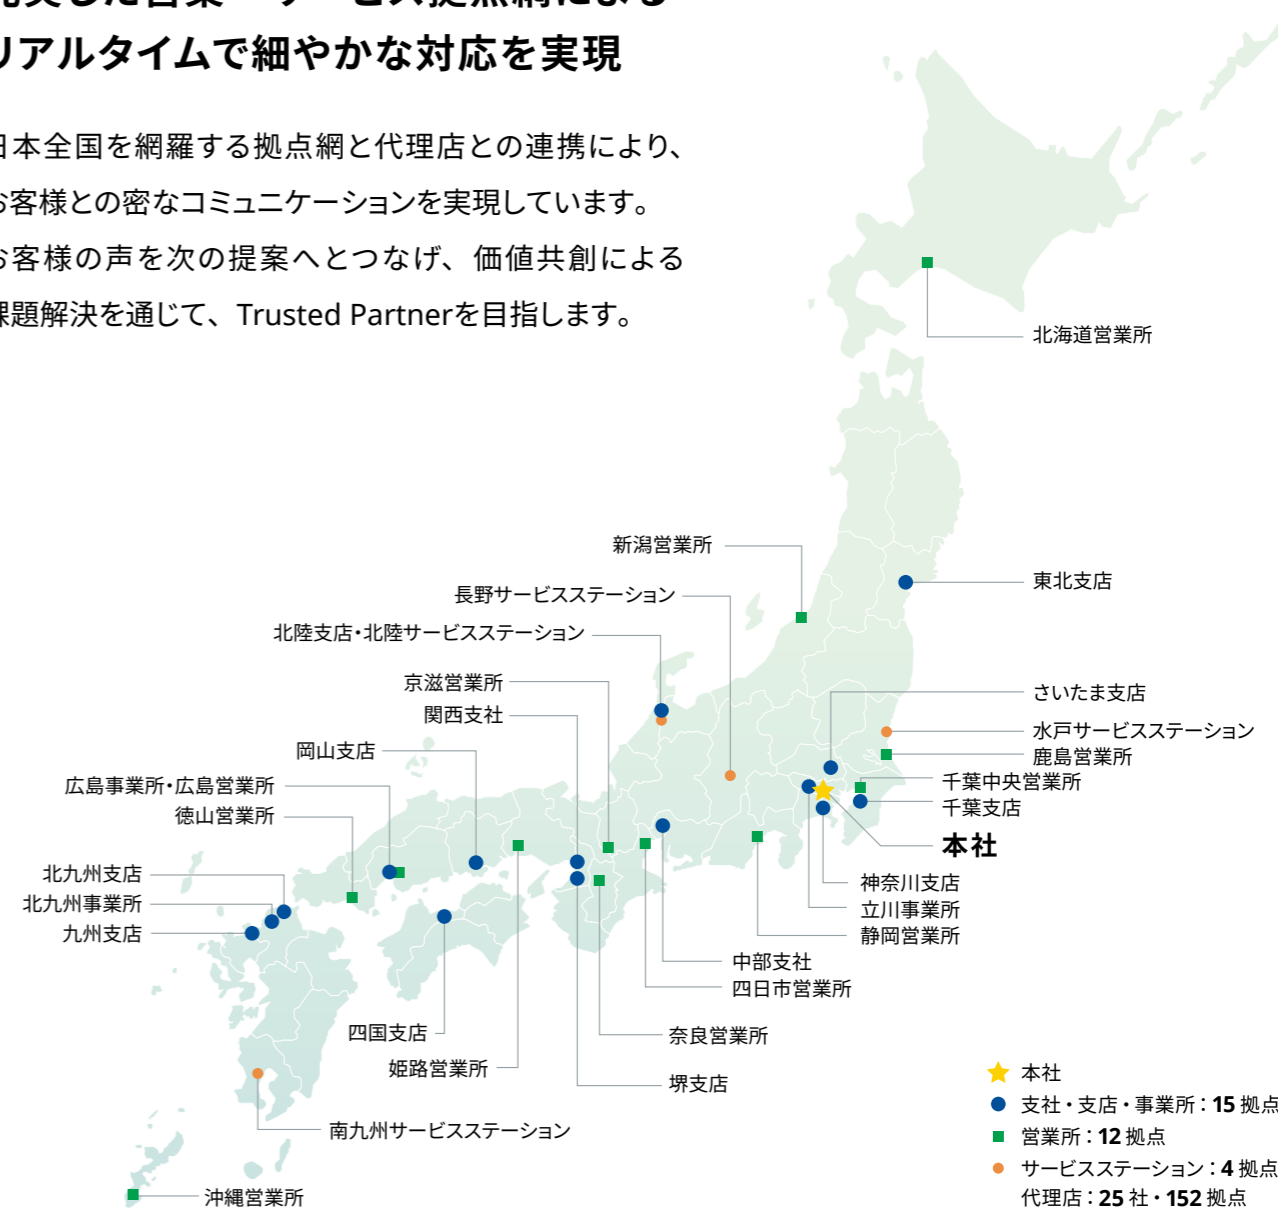 リアルタイムで細やかな対応を実現
日本全国を網羅する拠点網と代理店との連携により、
お客様との密なコミュニケーションを実現しています。
お客様の声を次の提案へとつなげ、価値共創による
課題解決を通じて、Trusted Partnerを目指します。
北海道営業所
新潟営業所
東北支店
長野サービスステーション
北陸支店・北陸サービスステーション
京滋営業所
さいたま支店
関西支社
水戸サービスステーション
岡山支店
鹿島営業所
広島事業所・広島営業所
千葉中央営業所
徳山営業所
千葉支店
本社
北九州支店
神奈川支店
北九州事業所
立川事業所
九州支店
静岡営業所
中部支社
四日市営業所
四国支店
奈良営業所
姫路営業所
堺支店
南九州サービスステーション
沖縄営業所
本社
支社・支店・事業所：15 拠点
営業所：12 拠点
サービスステーション：4 拠点
代理店：25 社・152 拠点